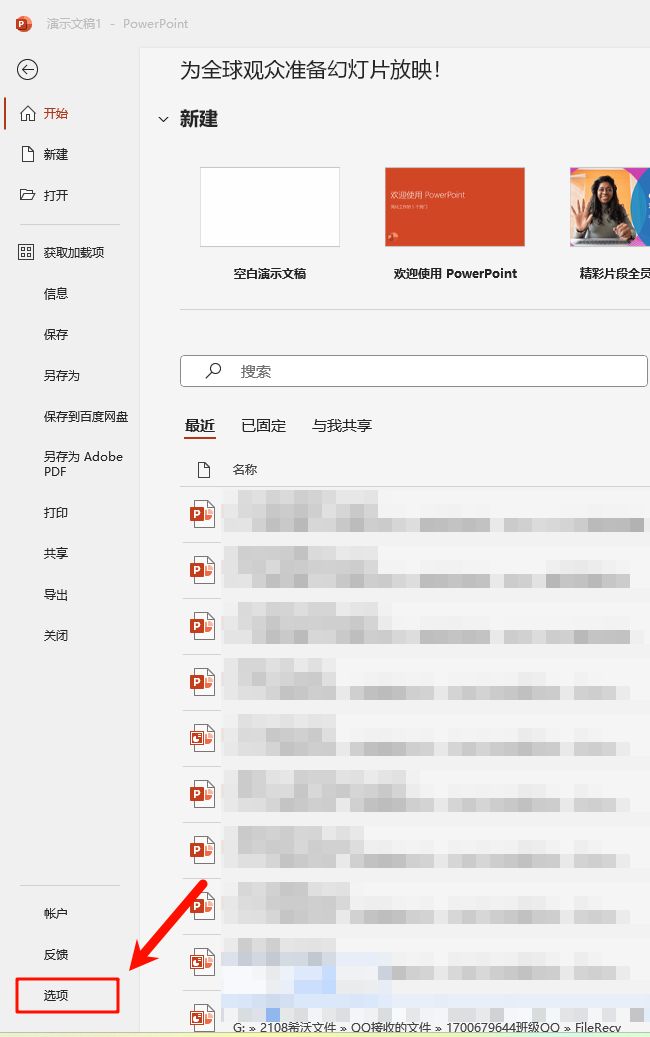 演示文稿1 - PowerPoint
开始
新建
打开
获取加载项
信息
保存
另存为
保存到百度网盘
另存为 Adobe
PDF
打印
共享
导出
关闭
帐户
反馈
选项
为全球观众准备幻灯片放映!
新建
欢迎使用 PowerPoint
空白演示文稿
欢迎使用 PowerPoint
精彩片段全员
搜索
最近 已固定 与我共享
名称
G: » 2108希沃文件 » QQ接收的文件 » 1700679644班级QQ » FileRecv